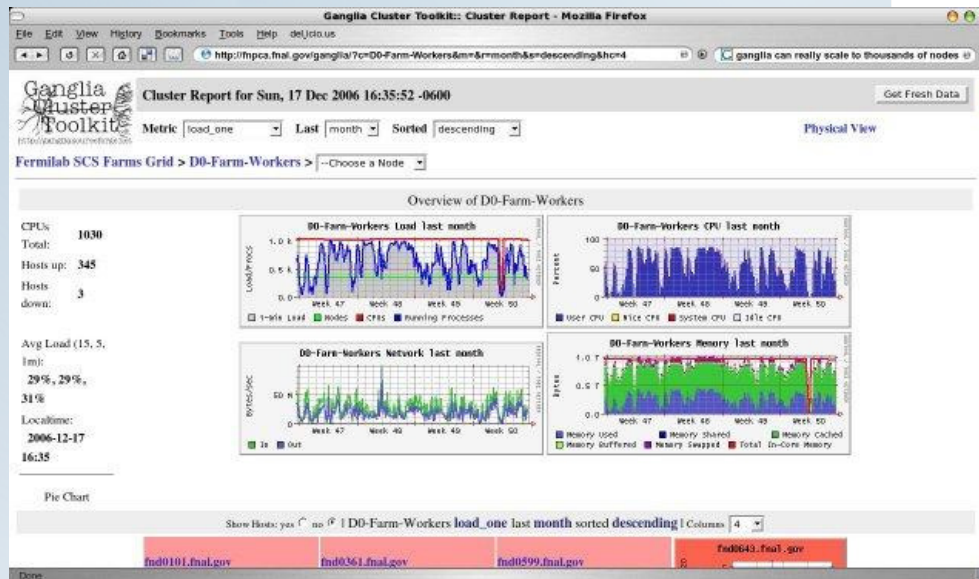 Ganglia Cluster Toolkit:: Cluster Report - Mozilla Firefox
File Edit View History Bookmarks Tools Help del.icio.us
http://fnpca.fnal.gov/ganglia/?c=D0-Farm-Workers&m=&r=month&s=descending&hc=4
ganglia can really scale to thousands of nodes
Ganglia
Cluster
Toolkit
Cluster Report for Sun, 17 Dec 2006 16:35:52 -0600
Get Fresh Data
Metric load_one Last month Sorted descending
Physical View
Fermilab SCS Farms Grid > D0-Farm-Workers > --Choose a Node
Overview of D0-Farm-Workers
CPUs
Total: 1030
Hosts up: 345
Hosts
down: 3
Avg Load (15, 5,
1m):
29%, 29%,
31%
Localtime:
2006-12-17
16:35
Pie Chart
D0-Farm-Workers Load last month
Load/Procs
1.0 k
0.5 k
0.0
Week 47 Week 48 Week 49 Week 50
1-min Load Nodes CPUs Running Processes
D0-Farm-Workers CPU last month
Percent
100
50
0
Week 47 Week 48 Week 49 Week 50
User CPU Nice CPU System CPU Idle CPU
D0-Farm-Workers Network last month
Bytes/sec
50 M
0
Week 47 Week 48 Week 49 Week 50
In Out
D0-Farm-Workers Memory last month
Bytes
1.0 T
0.5 T
0.0
Week 47 Week 48 Week 49 Week 50
Memory Used Memory Shared Memory Cached
Memory Buffered Memory Swapped Total In-Core Memory
Show Hosts: yes no | D0-Farm-Workers load_one last month sorted descending | Columns 4
fnd0101.fnal.gov fnd0361.fnal.gov fnd0599.fnal.gov fnd0643.fnal.gov
20
Done